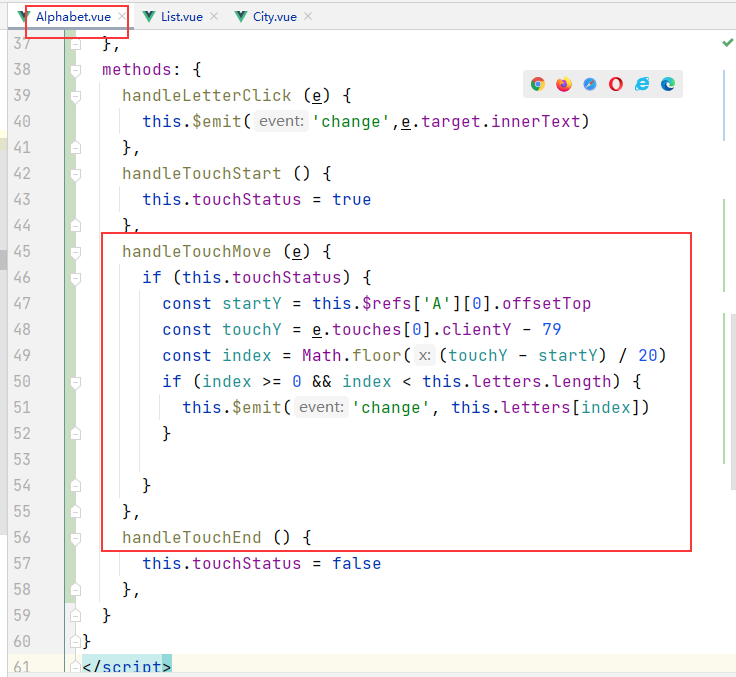 Alphabet.vue × List.vue × City.vue ×
37 },
38 methods: {
39 handleLetterClick (e) {
40 this.$emit( event: 'change',e.target.innerText)
41 },
42 handleTouchStart () {
43 this.touchStatus = true
44 },
45 handleTouchMove (e) {
46 if (this.touchStatus) {
47 const startY = this.$refs['A'][0].offsetTop
48 const touchY = e.touches[0].clientY - 79
49 const index = Math.floor( x: (touchY - startY) / 20)
50 if (index >= 0 && index < this.letters.length) {
51 this.$emit( event: 'change', this.letters[index])
52 }
53
54 }
55 },
56 handleTouchEnd () {
57 this.touchStatus = false
58 },
59 }
60 }
61 </script>